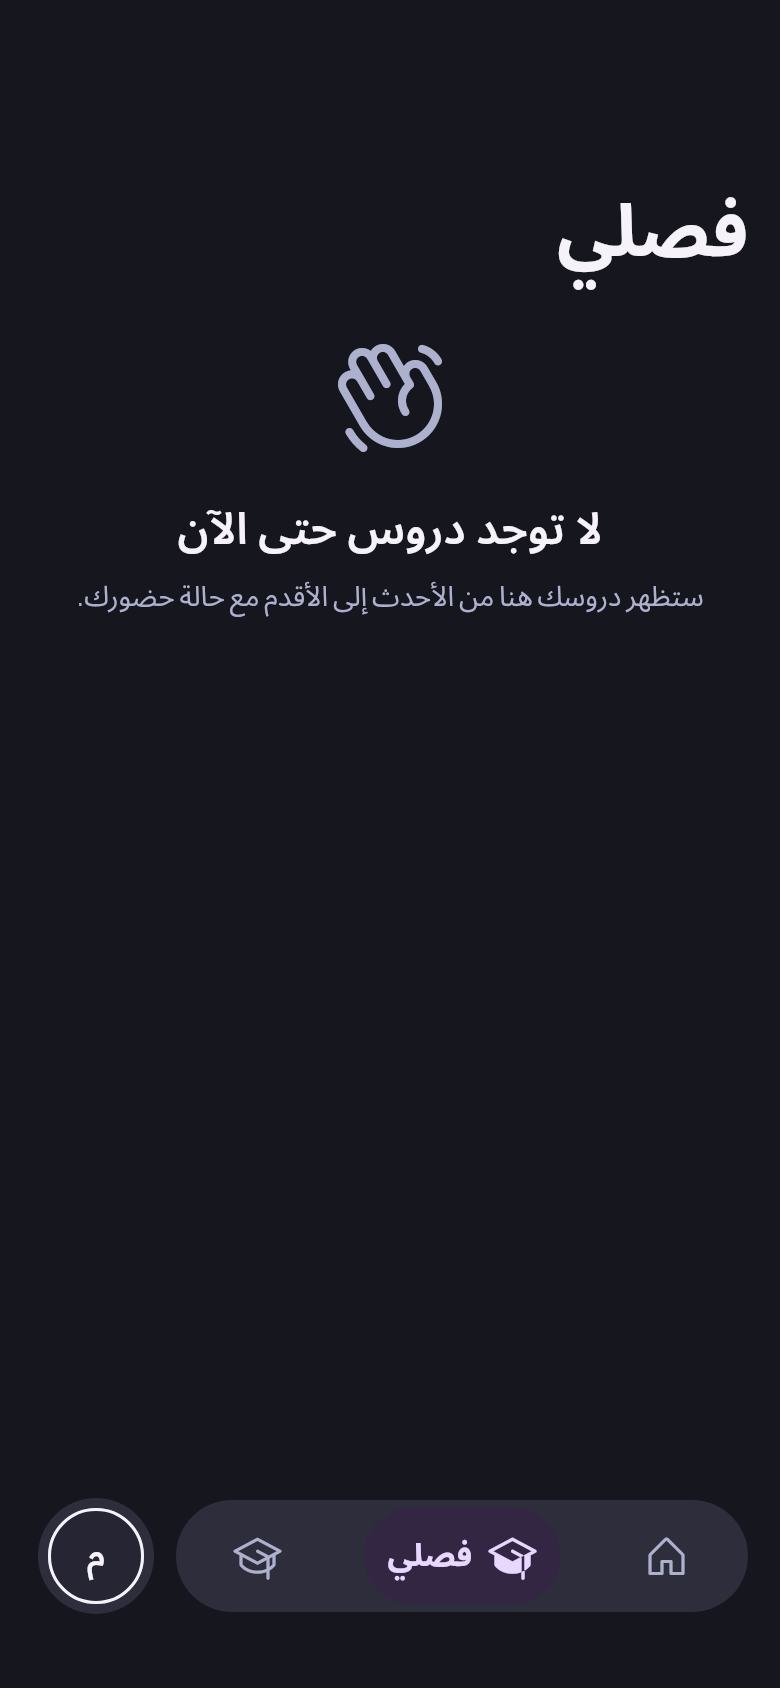 فصلي
لا توجد دروس حتى الآن
ستظهر دروسك هنا من الأحدث إلى الأقدم مع حالة حضورك.
فصلي
م